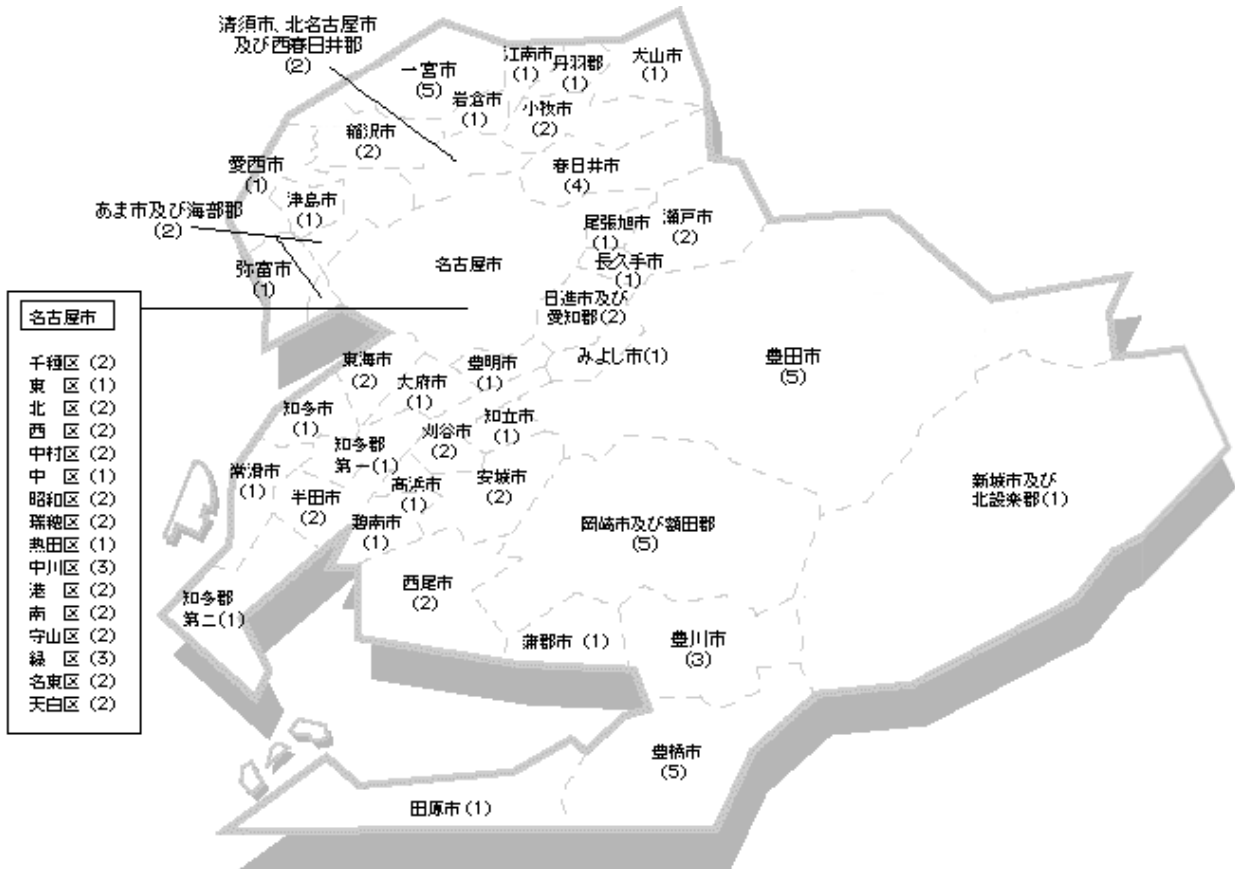 清須市、北名古屋市
及び西春日井郡
(2)
一宮市
(5)
江南市
(1)
丹羽郡
(1)
犬山市
(1)
岩倉市
(1)
小牧市
(2)
稲沢市
(2)
愛西市
(1)
津島市
(1)
春日井市
(4)
あま市及び海部郡
(2)
尾張旭市
(1)
瀬戸市
(2)
弥富市
(1)
名古屋市
長久手市
(1)
日進市及び
愛知郡(2)
みよし市(1)
豊田市
(5)
名古屋市
千種区 (2)
東 区 (1)
北 区 (2)
西 区 (2)
中村区 (2)
中 区 (1)
昭和区 (2)
瑞穂区 (2)
熱田区 (1)
中川区 (3)
港 区 (2)
南 区 (2)
守山区 (2)
緑 区 (3)
名東区 (2)
天白区 (2)
東海市
(2)
大府市
(1)
豊明市
(1)
知多市
(1)
知多郡
第一(1)
刈谷市
(2)
知立市
(1)
常滑市
(1)
半田市
(2)
高浜市
(1)
安城市
(2)
碧南市
(1)
岡崎市及び額田郡
(5)
新城市及び
北設楽郡(1)
知多郡
第二(1)
西尾市
(2)
蒲郡市 (1)
豊川市
(3)
豊橋市
(5)
田原市(1)